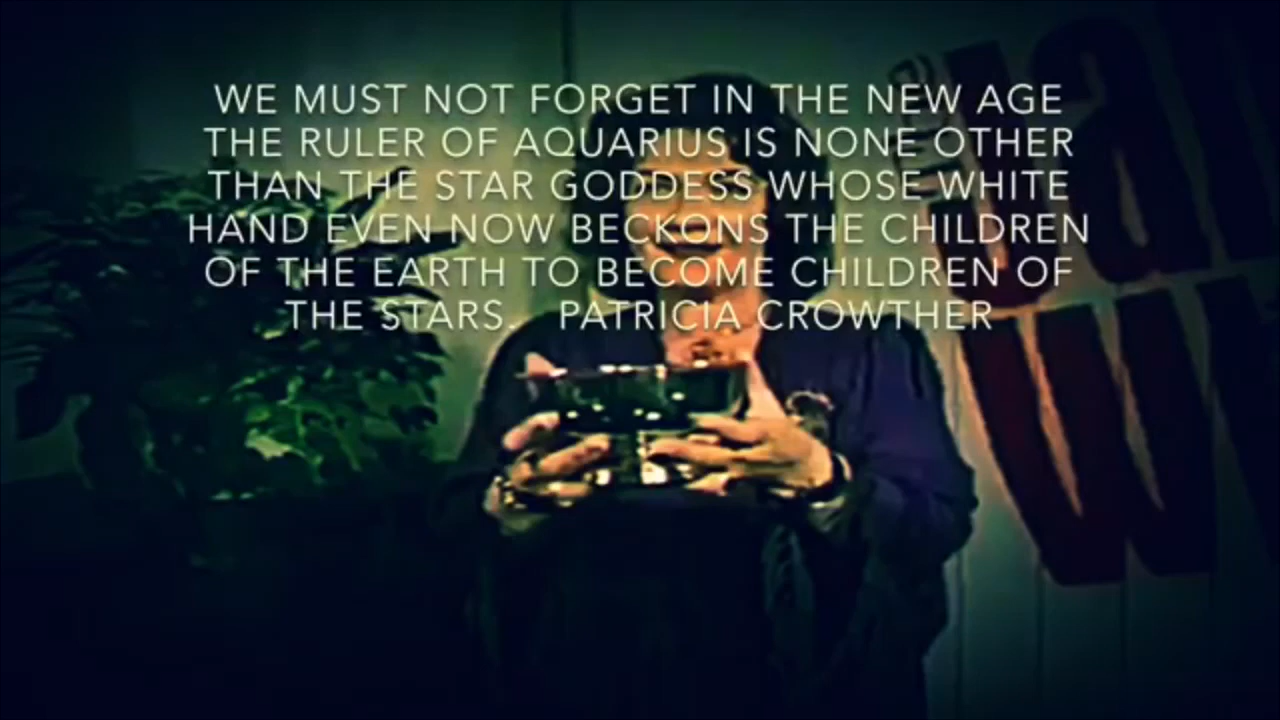 WE MUST NOT FORGET IN THE NEW AGE
THE RULER OF AQUARIUS IS NONE OTHER
THAN THE STAR GODDESS WHOSE WHITE
HAND EVEN NOW BECKONS THE CHILDREN
OF THE EARTH TO BECOME CHILDREN OF
THE STARS. PATRICIA CROWTHER